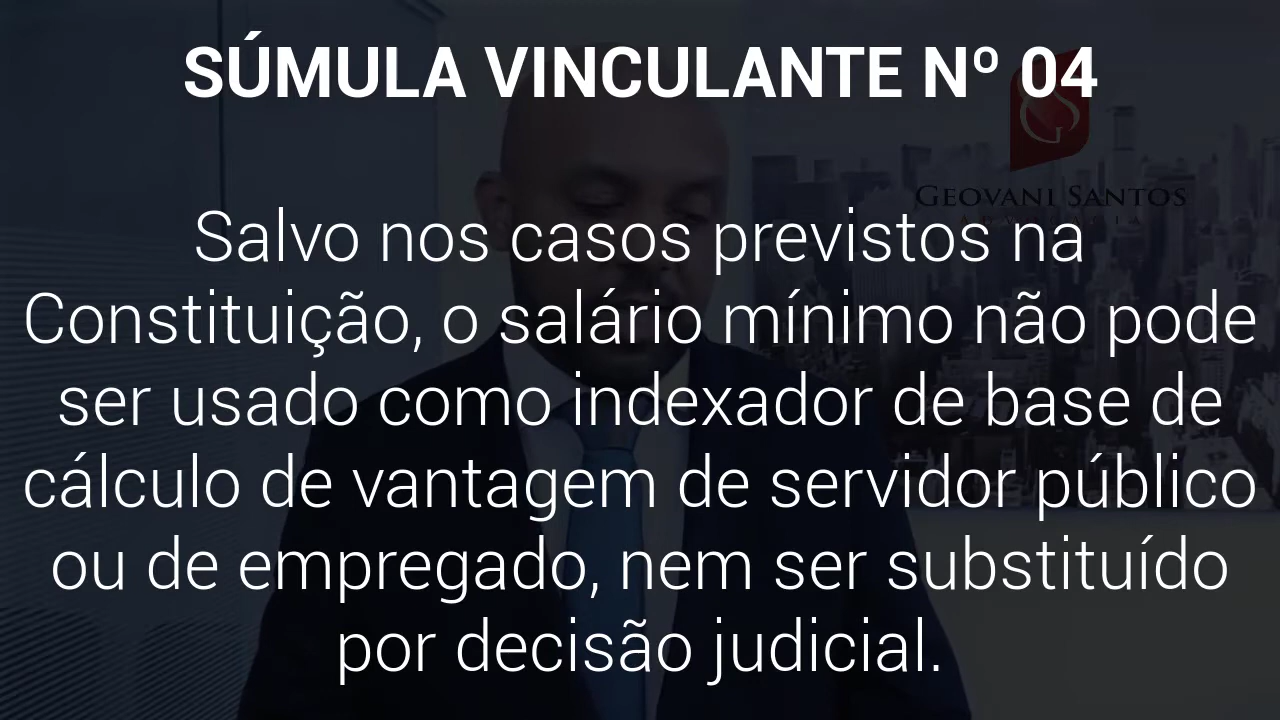 SÚMULA VINCULANTE Nº 04
GEOVANI SANTOS
ADVOCACIA
Salvo nos casos previstos na
Constituição, o salário mínimo não pode
ser usado como indexador de base de
cálculo de vantagem de servidor público
ou de empregado, nem ser substituído
por decisão judicial.